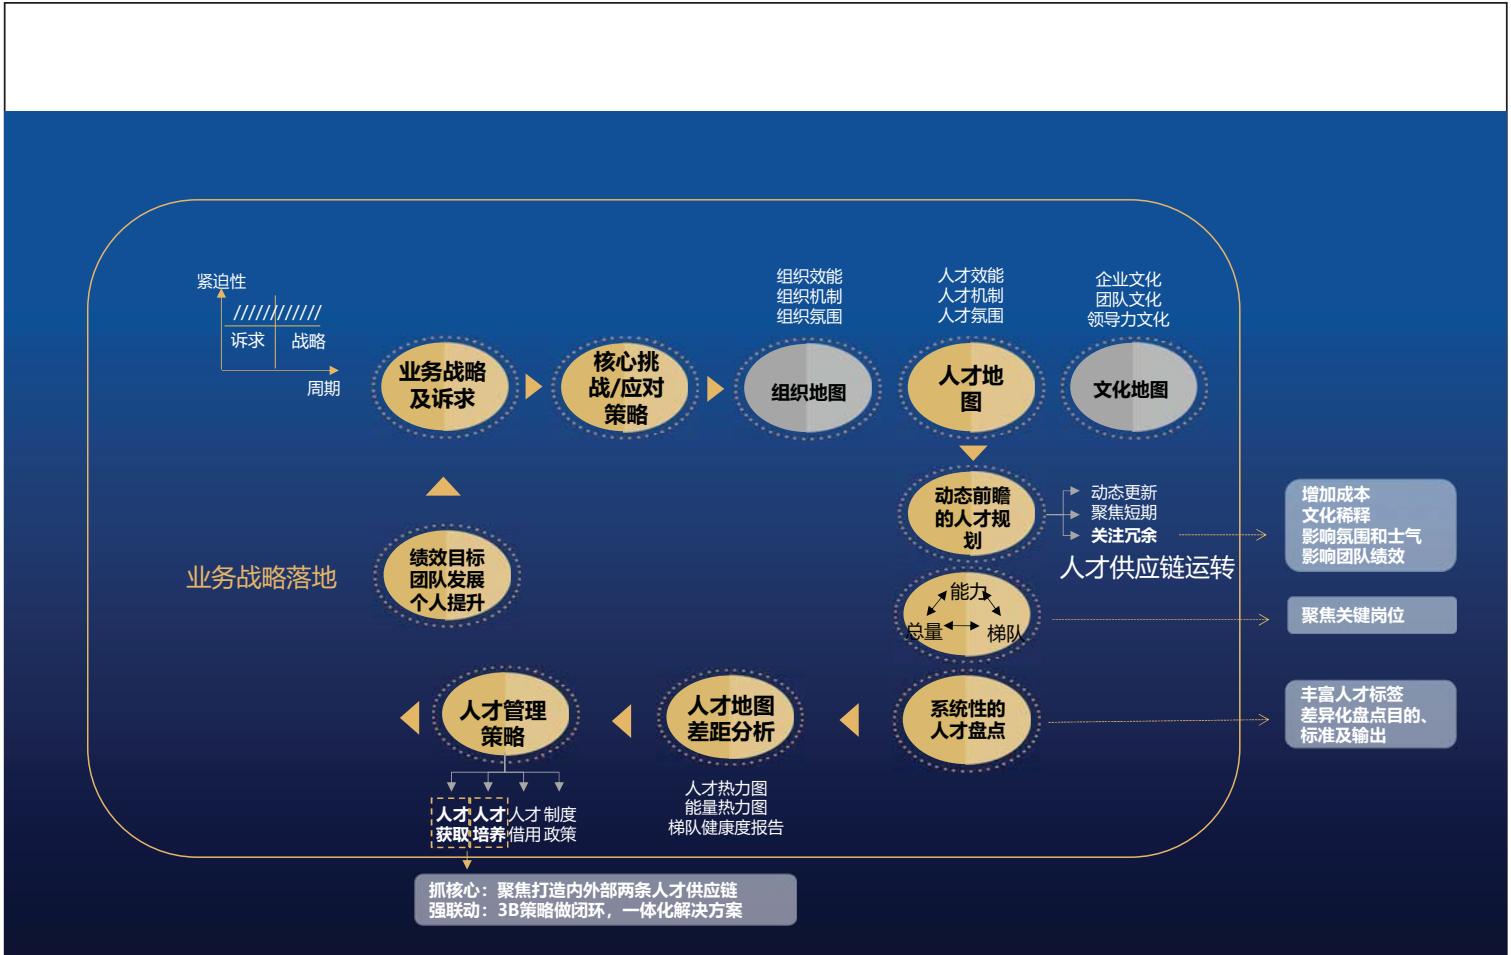 紧迫性
诉求
战略
周期
组织效能
组织机制
组织氛围
人才效能
人才机制
人才氛围
企业文化
团队文化
领导力文化
业务战略
及诉求
核心挑
战/应对
策略
组织地图
人才地
图
文化地图
动态前瞻
的人才规
划
动态更新
聚焦短期
关注冗余
增加成本
文化稀释
影响氛围和士气
影响团队绩效
人才供应链运转
业务战略落地
绩效目标
团队发展
个人提升
能力
总量
梯队
聚焦关键岗位
系统性的
人才盘点
丰富人才标签
差异化盘点目的、
标准及输出
人才地图
差距分析
人才热力图
能量热力图
梯队健康度报告
人才管理
策略
人才
获取
人才
培养
人才
借用
制度
政策
抓核心：聚焦打造内外部两条人才供应链
强联动：3B策略做闭环，一体化解决方案